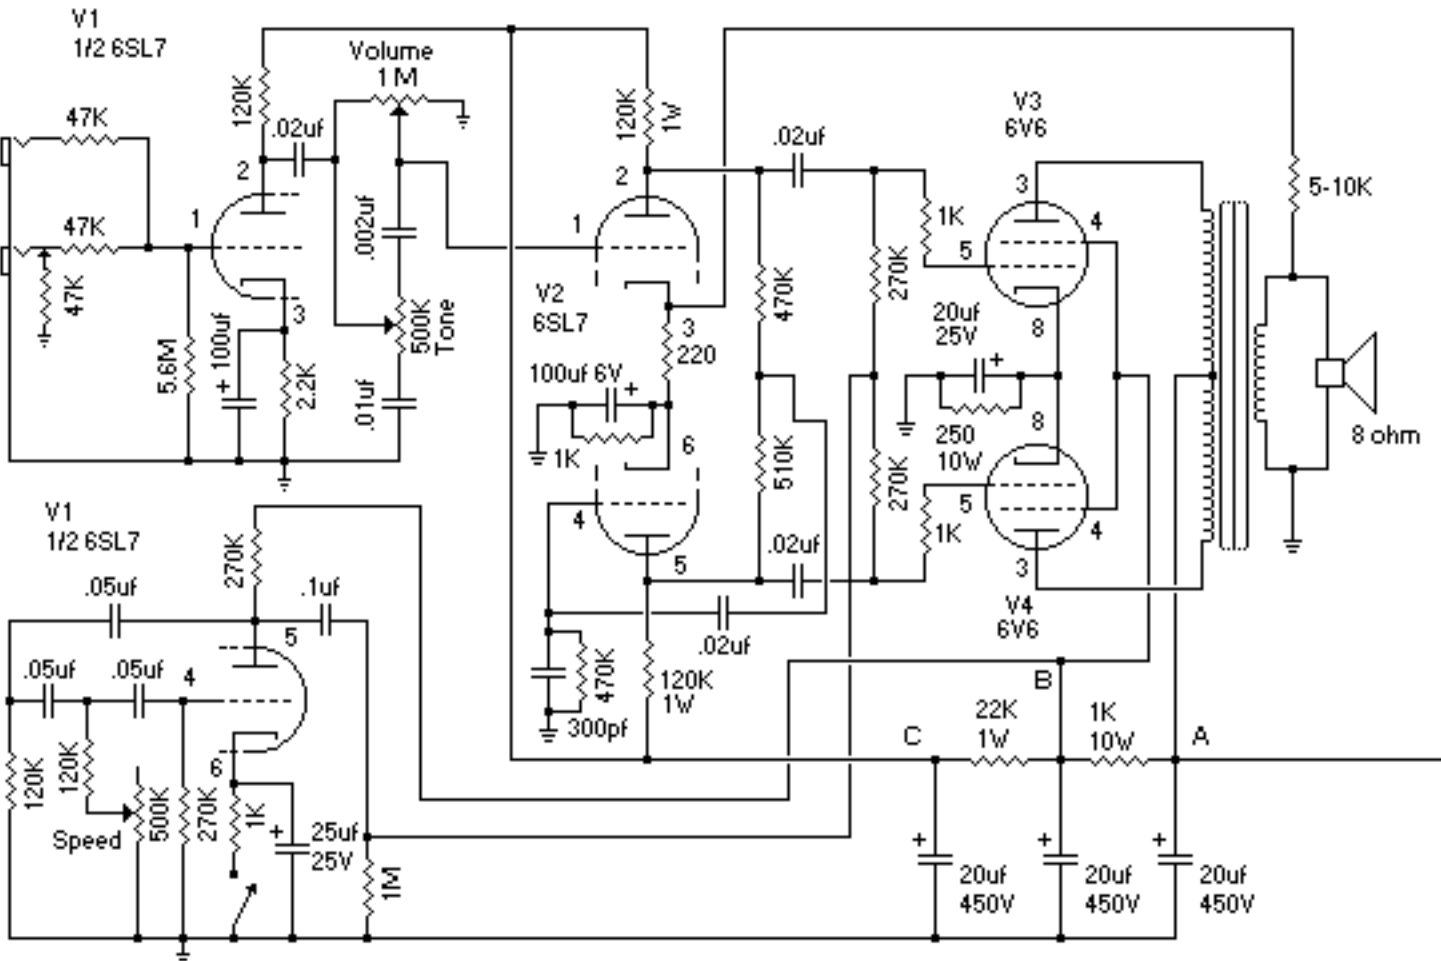 V1
1/2 6SL7
Volume
1 M
120K
.02uf
120K
1W
.02uf
V3
6V6
47K
2
2
3
5-10K
1
1
1K
4
47K
.002uf
5
47K
V2
6SL7
470K
270K
20uf
25V
8
3
3
220
500K
Tone
5.6M
100uf
+
2.2K
100uf 6V
+
+
.01uf
250
10W
8
8 ohm
1K
6
510K
270K
5
4
1K
4
V1
1/2 6SL7
270K
5
.02uf
3
V4
6V6
.05uf
.1uf
5
.02uf
.05uf
.05uf
4
470K
120K
1W
B
300pf
22K
1W
1K
10W
C
A
6
120K
120K
500K
270K
1K
Speed
+
25uf
25V
1M
+
20uf
450V
+
20uf
450V
+
20uf
450V